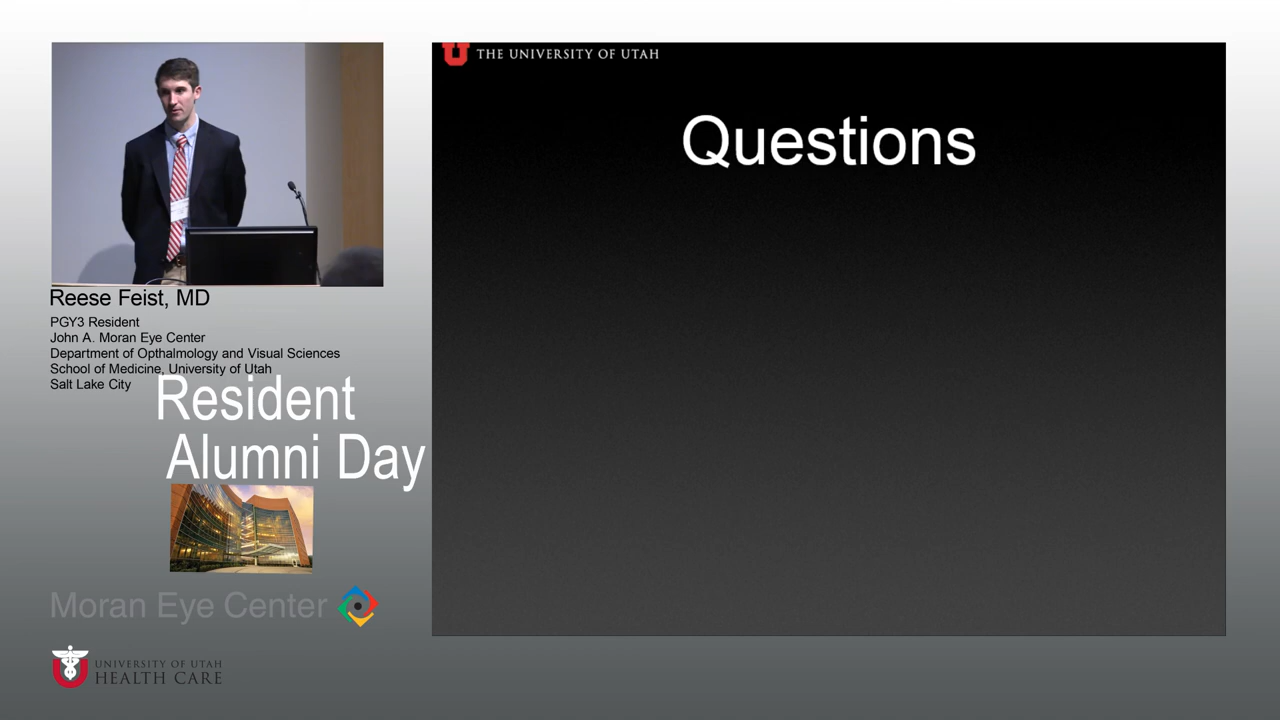 THE UNIVERSITY OF UTAH
Questions
Reese Feist, MD
PGY3 Resident
John A. Moran Eye Center
Department of Opthalmology and Visual Sciences
School of Medicine, University of Utah
Salt Lake City
Resident
Alumni Day
Moran Eye Center
UNIVERSITY OF UTAH
HEALTH CARE